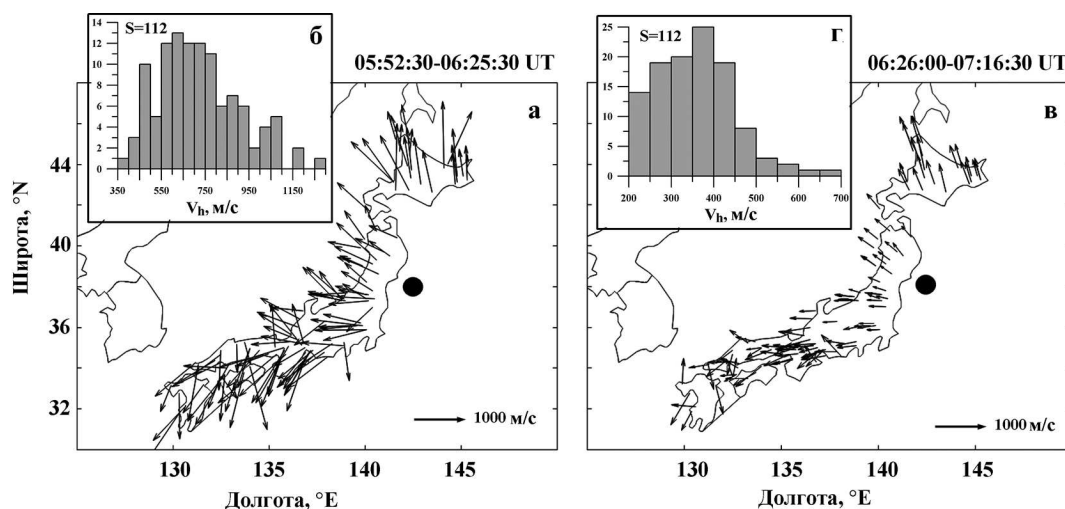 S=112
б
14
12
10
8
6
4
2
0
350 550 750 950 1150
Vh, м/с
05:52:30-06:25:30 UT
а
Широта, °N
44
40
36
32
1000 м/с
130 135 140 145
Долгота, °E
S=112
г
25
20
15
10
5
0
200 300 400 500 600 700
Vh, м/с
06:26:00-07:16:30 UT
в
1000 м/с
130 135 140 145
Долгота, °E